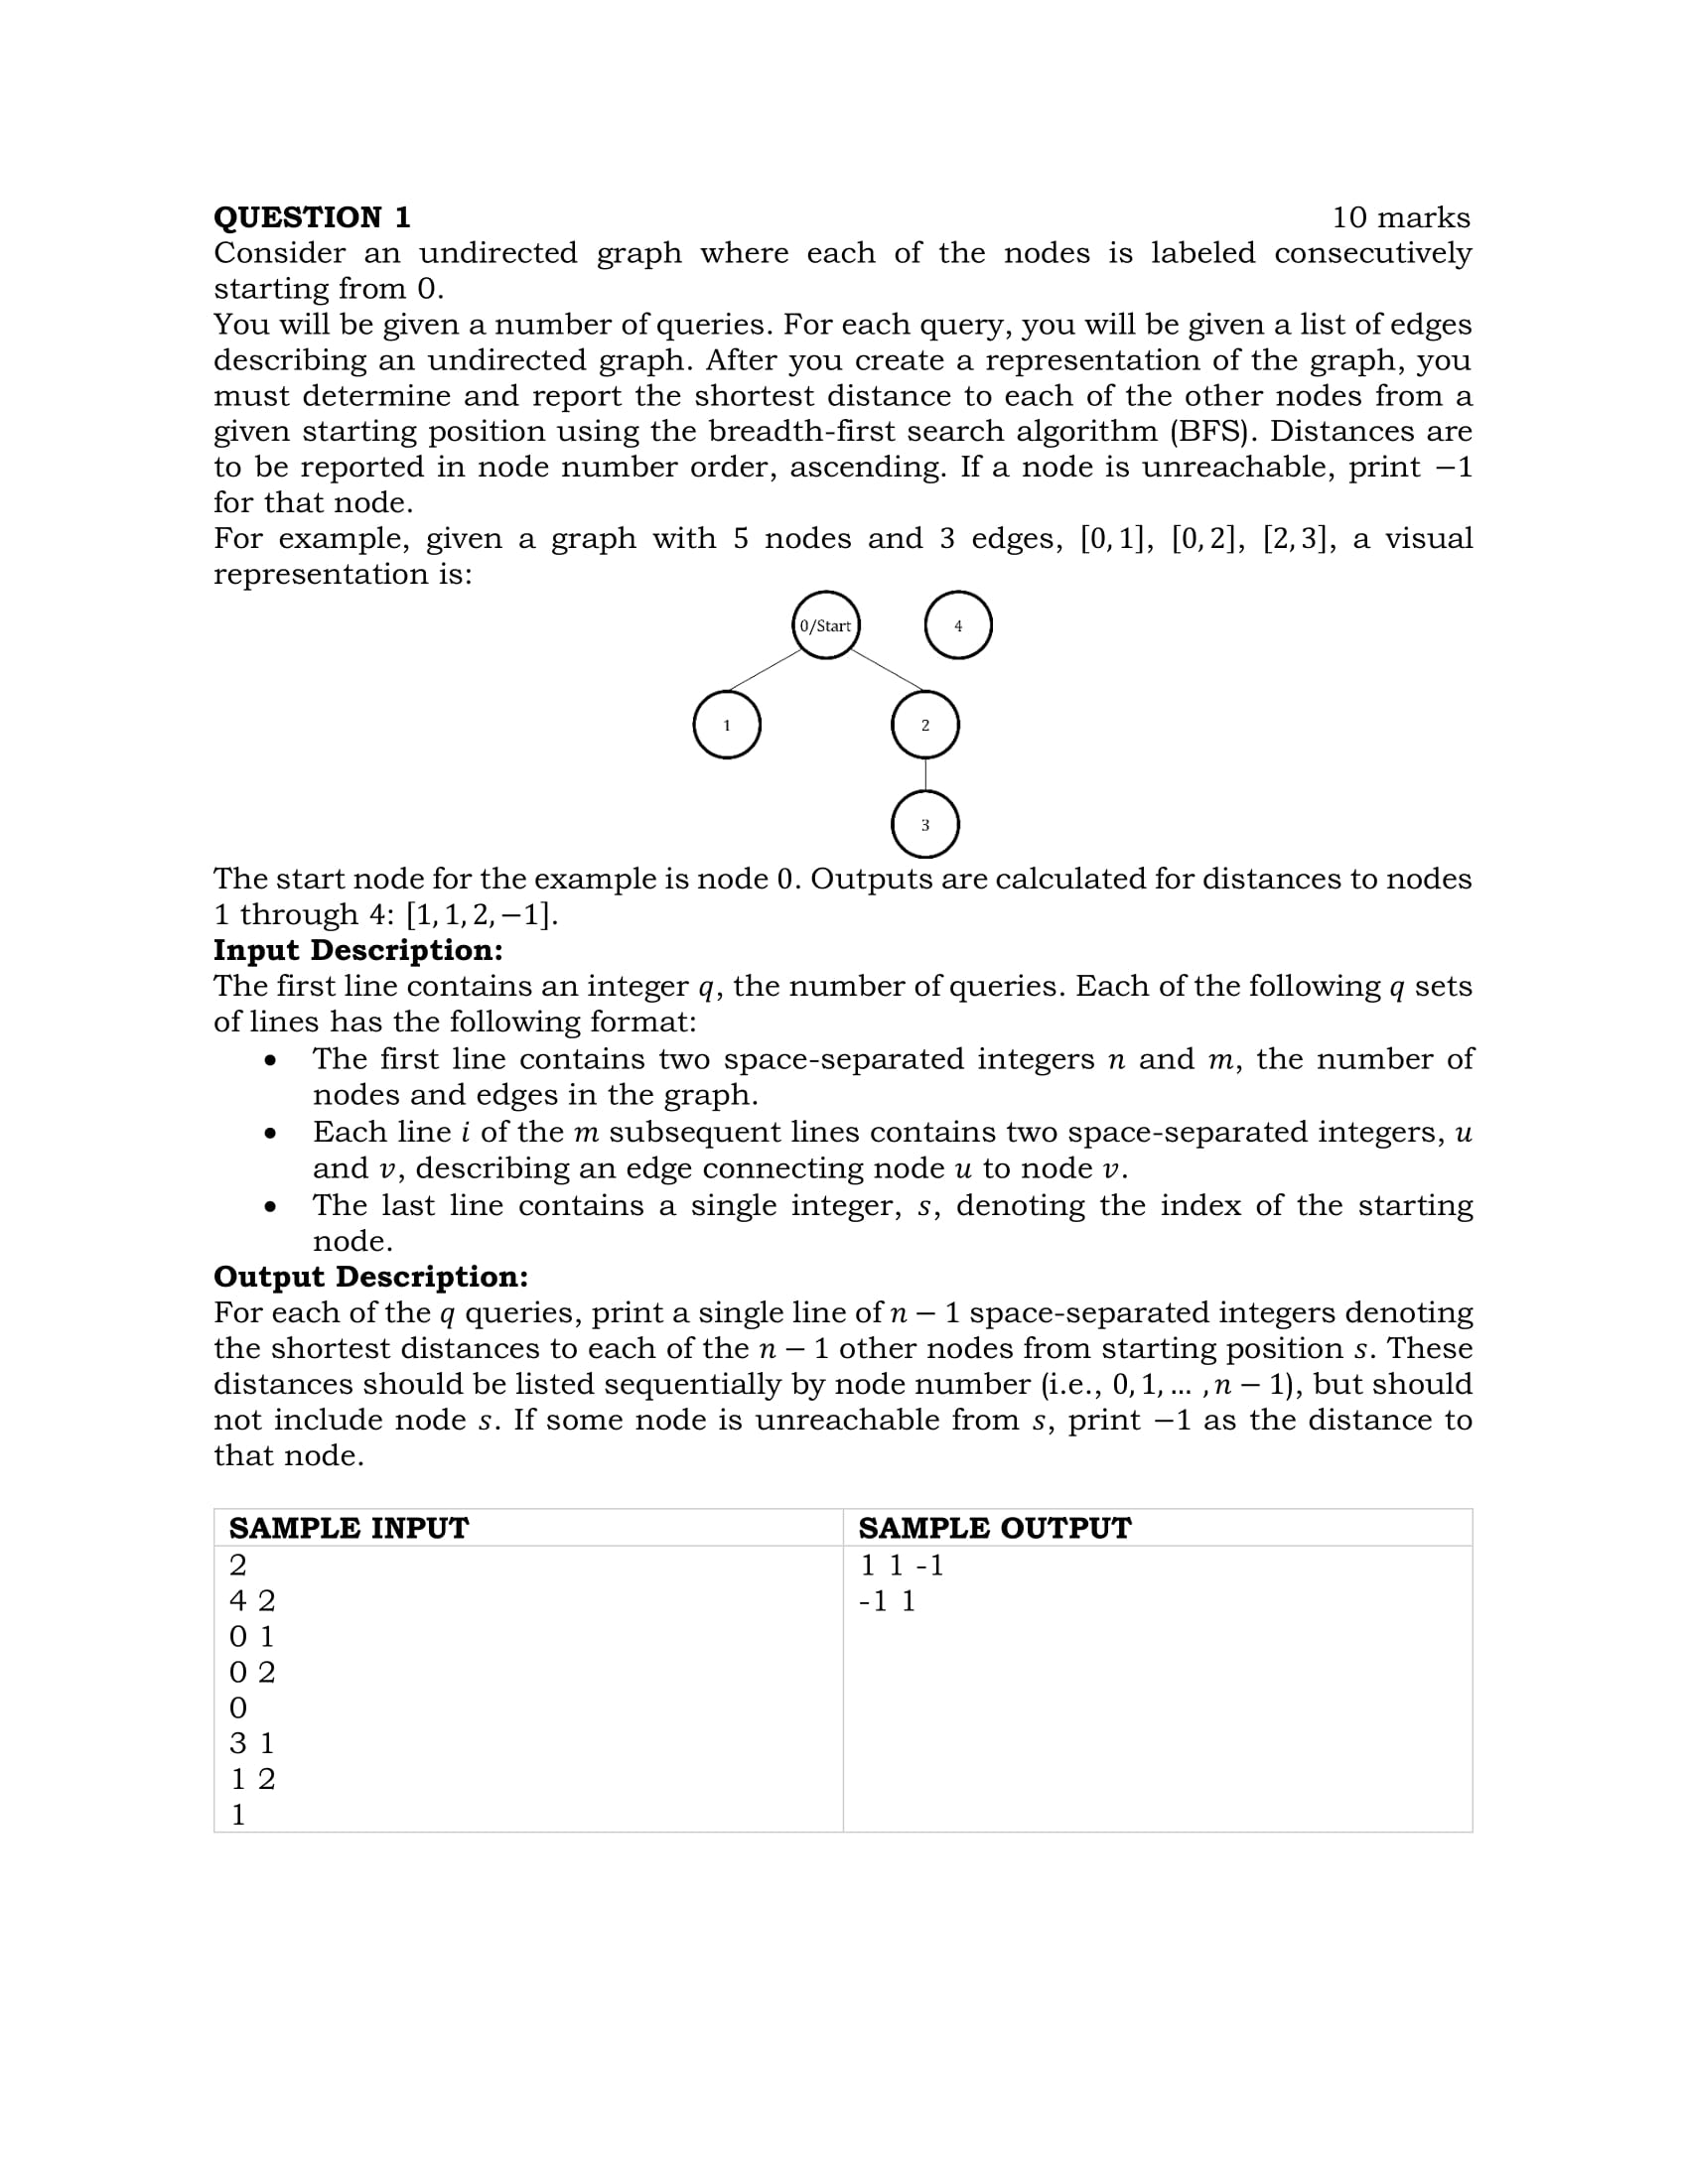 QUESTION 1 10 marks
Consider an undirected graph where each of the nodes is labeled consecutively
starting from 0.
You will be given a number of queries. For each query, you will be given a list of edges
describing an undirected graph. After you create a representation of the graph, you
must determine and report the shortest distance to each of the other nodes from a
given starting position using the breadth-first search algorithm (BFS). Distances are
to be reported in node number order, ascending. If a node is unreachable, print −1
for that node.
For example, given a graph with 5 nodes and 3 edges, [0, 1], [0, 2], [2, 3], a visual
representation is:
0/Start 4
1 2
3
The start node for the example is node 0. Outputs are calculated for distances to nodes
1 through 4: [1, 1, 2, −1].
Input Description:
The first line contains an integer q, the number of queries. Each of the following q sets
of lines has the following format:
• The first line contains two space-separated integers n and m, the number of
nodes and edges in the graph.
• Each line i of the m subsequent lines contains two space-separated integers, u
and v, describing an edge connecting node u to node v.
• The last line contains a single integer, s, denoting the index of the starting
node.
Output Description:
For each of the q queries, print a single line of n − 1 space-separated integers denoting
the shortest distances to each of the n − 1 other nodes from starting position s. These
distances should be listed sequentially by node number (i.e., 0, 1, … , n − 1), but should
not include node s. If some node is unreachable from s, print −1 as the distance to
that node.
SAMPLE INPUT SAMPLE OUTPUT
2 1 1 -1
4 2 -1 1
0 1
0 2
0
3 1
1 2
1